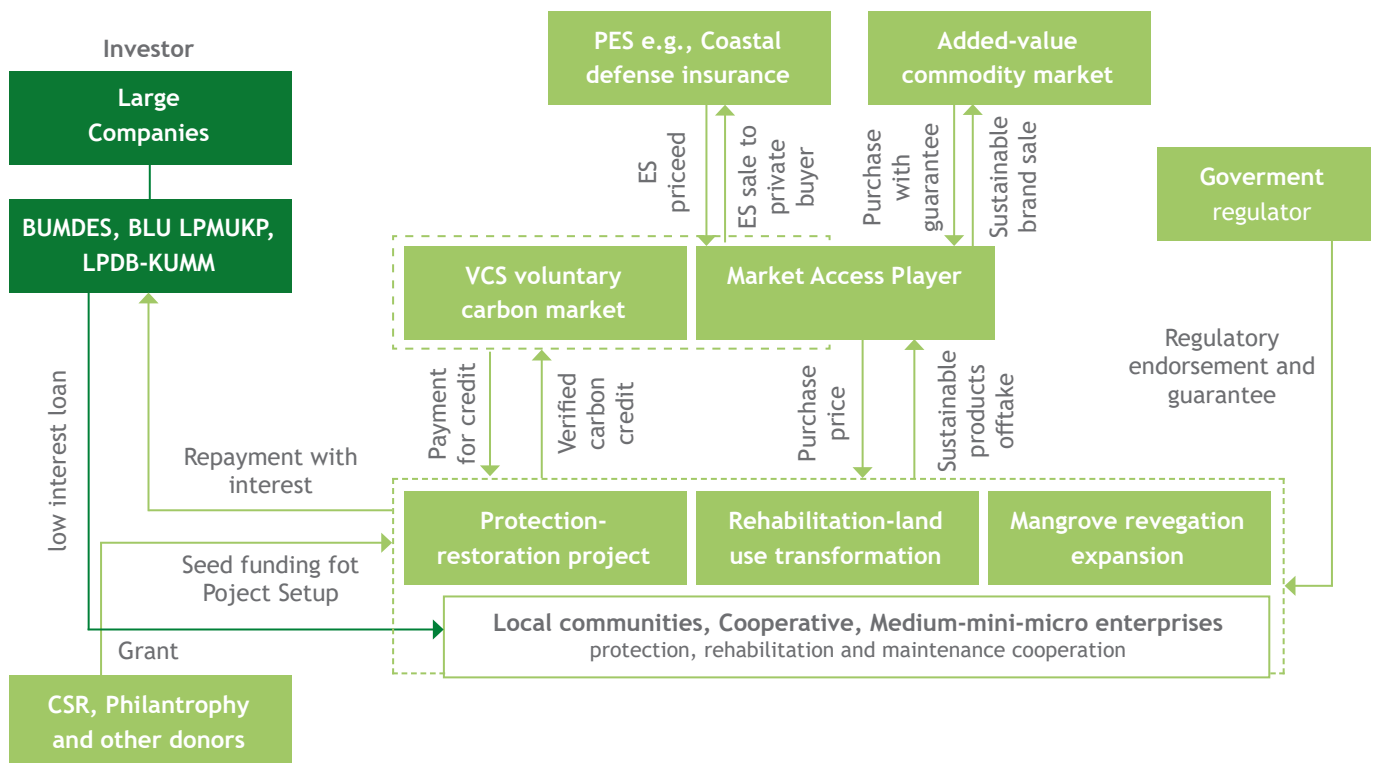 Investor
Large
Companies
BUMDES, BLU LPMUKP,
LPDB-KUMM
PES e.g., Coastal
defense insurance
Added-value
commodity market
ES
priceed
ES sale to
private
buyer
Purchase
with
guarantee
Sustainable
brand sale
Goverment
regulator
VCS voluntary
carbon market
Market Access Player
Regulatory
endorsement and
guarantee
low interest loan
Payment
for credit
Verified
carbon
credit
Purchase
price
Sustainable
products
offtake
Repayment with
interest
Protection-
restoration project
Rehabilitation-land
use transformation
Mangrove revegation
expansion
Seed funding fot
Poject Setup
Local communities, Cooperative, Medium-mini-micro enterprises
protection, rehabilitation and maintenance cooperation
Grant
CSR, Philantrophy
and other donors